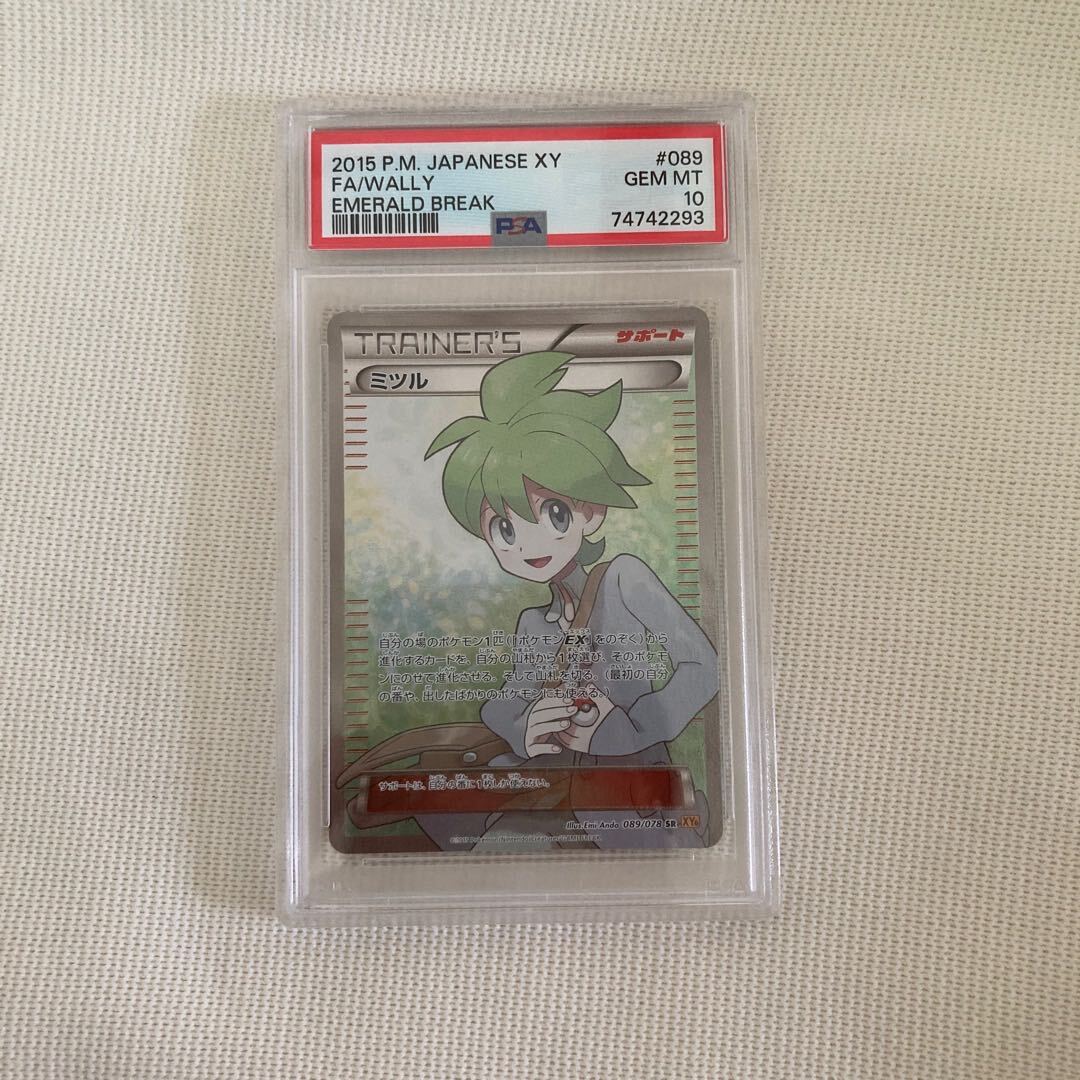 2015 P.M. JAPANESE XY #089
FA/WALLY GEM MT
EMERALD BREAK 10
PSA 74742293
TRAINER'S サポート
ミツル
自分の場のポケモン1匹(「ポケモンEX」をのぞく)から
進化するカードを、自分の山札から1枚選び、そのポケモ
ンにのせて進化させる。そして山札を切る。(最初の自分
の番や、出したばかりのポケモンにも使える。)
サポートは、自分の番に1枚しか使えない。
Illus.Emi Ando 089/078 SR XY6
©2015 Pokémon/Nintendo/Creatures/GAME FREAK.